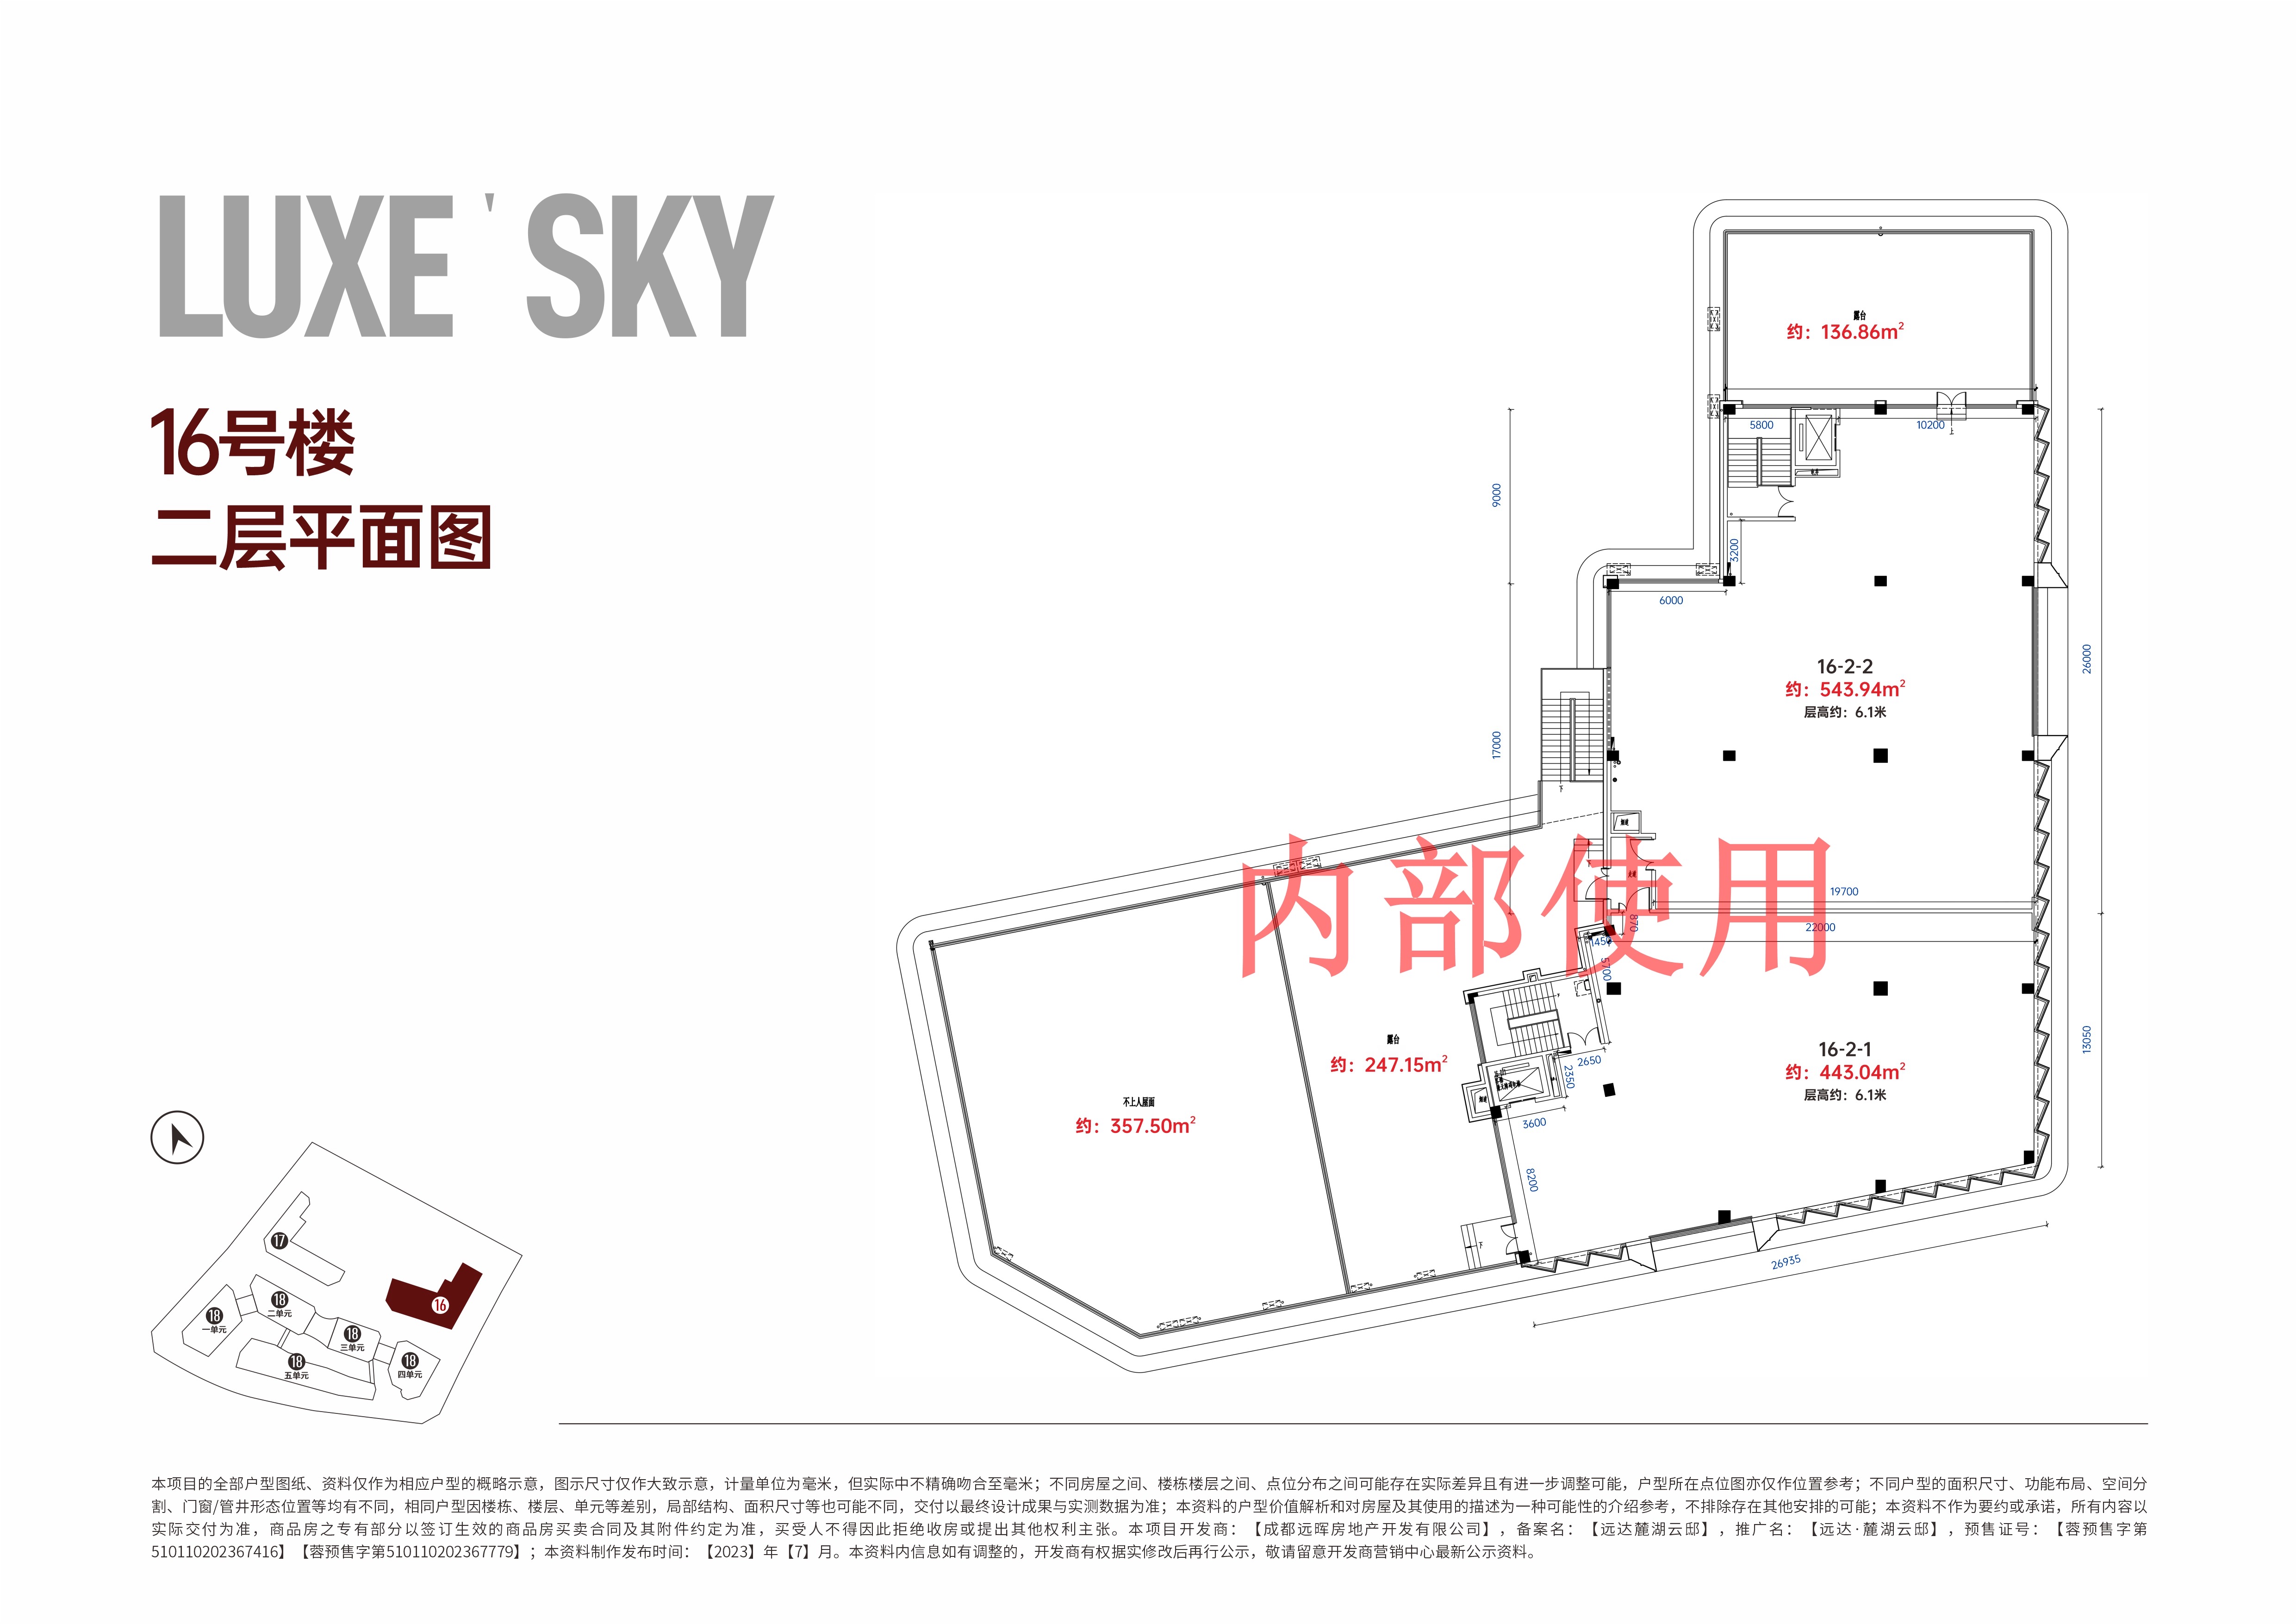 LUXE'SKY
16号楼
二层平面图
露台
约：136.86m²
5800
10200
上
9000
3200
6000
16-2-2
约：543.94m²
层高约：6.1米
26000
17000
下
烟道
内部使用
19700
870
22000
1450
5700
露台
约：247.15m²
2650
2350
烟道
3600
16-2-1
约：443.04m²
层高约：6.1米
13050
不上人屋面
约：357.50m²
8200
下
26935
17
16
18
一单元
18
二单元
18
三单元
18
四单元
18
五单元
本项目的全部户型图纸、资料仅作为相应户型的概略示意，图示尺寸仅作大致示意，计量单位为毫米，但实际中不精确吻合至毫米；不同房屋之间、楼栋楼层之间、点位分布之间可能存在实际差异且有进一步调整可能，户型所在点位图亦仅作位置参考；不同户型的面积尺寸、功能布局、空间分
割、门窗/管井形态位置等均有不同，相同户型因楼栋、楼层、单元等差别，局部结构、面积尺寸等也可能不同，交付以最终设计成果与实测数据为准；本资料的户型价值解析和对房屋及其使用的描述为一种可能性的介绍参考，不排除存在其他安排的可能；本资料不作为要约或承诺，所有内容以
实际交付为准，商品房之专有部分以签订生效的商品房买卖合同及其附件约定为准，买受人不得因此拒绝收房或提出其他权利主张。本项目开发商：【成都远晖房地产开发有限公司】，备案名：【远达麓湖云邸】，推广名：【远达·麓湖云邸】，预售证号：【蓉预售字第
510110202367416】【蓉预售字第510110202367779】；本资料制作发布时间：【2023】年【7】月。本资料内信息如有调整的，开发商有权据实修改后再行公示，敬请留意开发商营销中心最新公示资料。